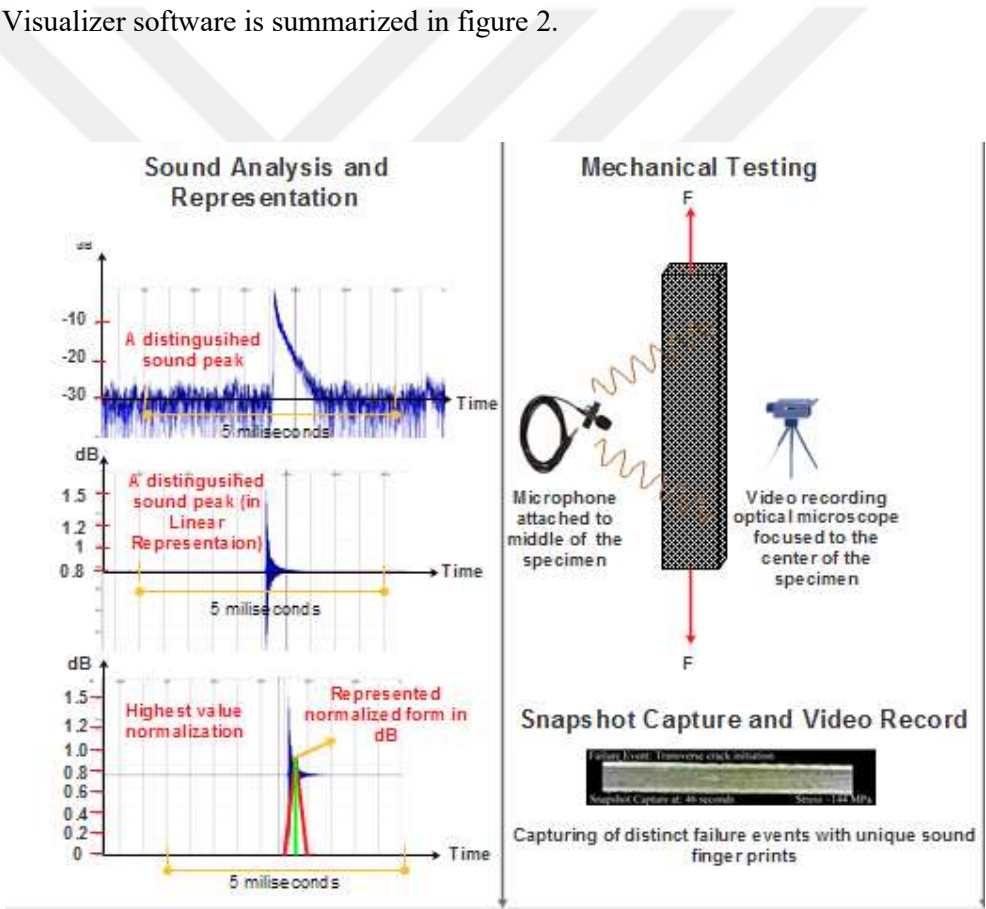 Visualizer software is summarized in figure 2.
Sound Analysis and
Representation
dB
-10
-20
-30
A distingusihed
sound peak
Time
5 miliseconds
dB
1.5
1.2
1
0.8
A distingusihed
sound peak (in
Linear
Representaion)
Time
5 miliseconds
dB
1.5
1.2
1.0
0.8
0.6
0.4
0.2
0
Highest value
normalization
Represented
normalized form in
dB
Time
5 miliseconds
Mechanical Testing
F
Microphone
attached to
middle of the
specimen
Video recording
optical microscope
focused to the
center of the
specimen
F
Snapshot Capture and Video Record
Failure Event: Transverse crack initiation
Snapshot Capture at: 46 seconds
Stress ~144 MPa
Capturing of distinct failure events with unique sound
finger prints